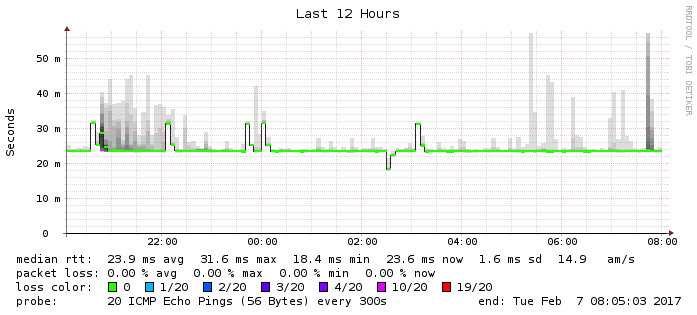 Last 12 Hours
RRDTOOL / TOBI OETIKER
Seconds
50 m
40 m
30 m
20 m
10 m
0
22:00 00:00 02:00 04:00 06:00 08:00
median rtt: 23.9 ms avg 31.6 ms max 18.4 ms min 23.6 ms now 1.6 ms sd 14.9 am/s
packet loss: 0.00 % avg 0.00 % max 0.00 % min 0.00 % now
loss color: 0 1/20 2/20 3/20 4/20 10/20 19/20
probe: 20 ICMP Echo Pings (56 Bytes) every 300s end: Tue Feb 7 08:05:03 2017